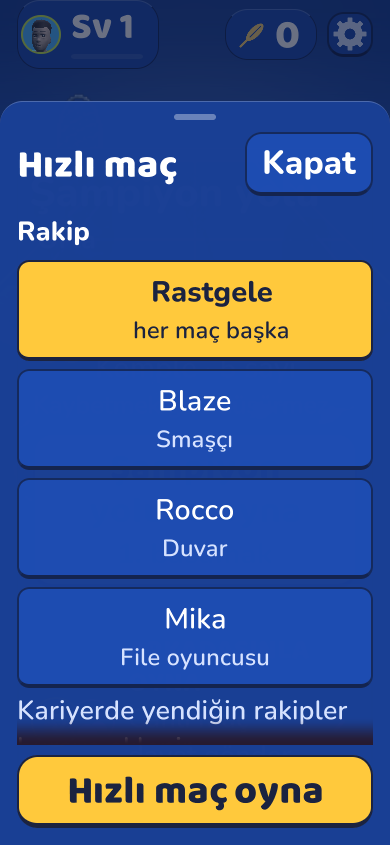 Sv 1
0
Hızlı maç
Kapat
Rakip
Rastgele
her maç başka
Blaze
Smaşçı
Rocco
Duvar
Mika
File oyuncusu
Kariyerde yendiğin rakipler
Hızlı maç oyna